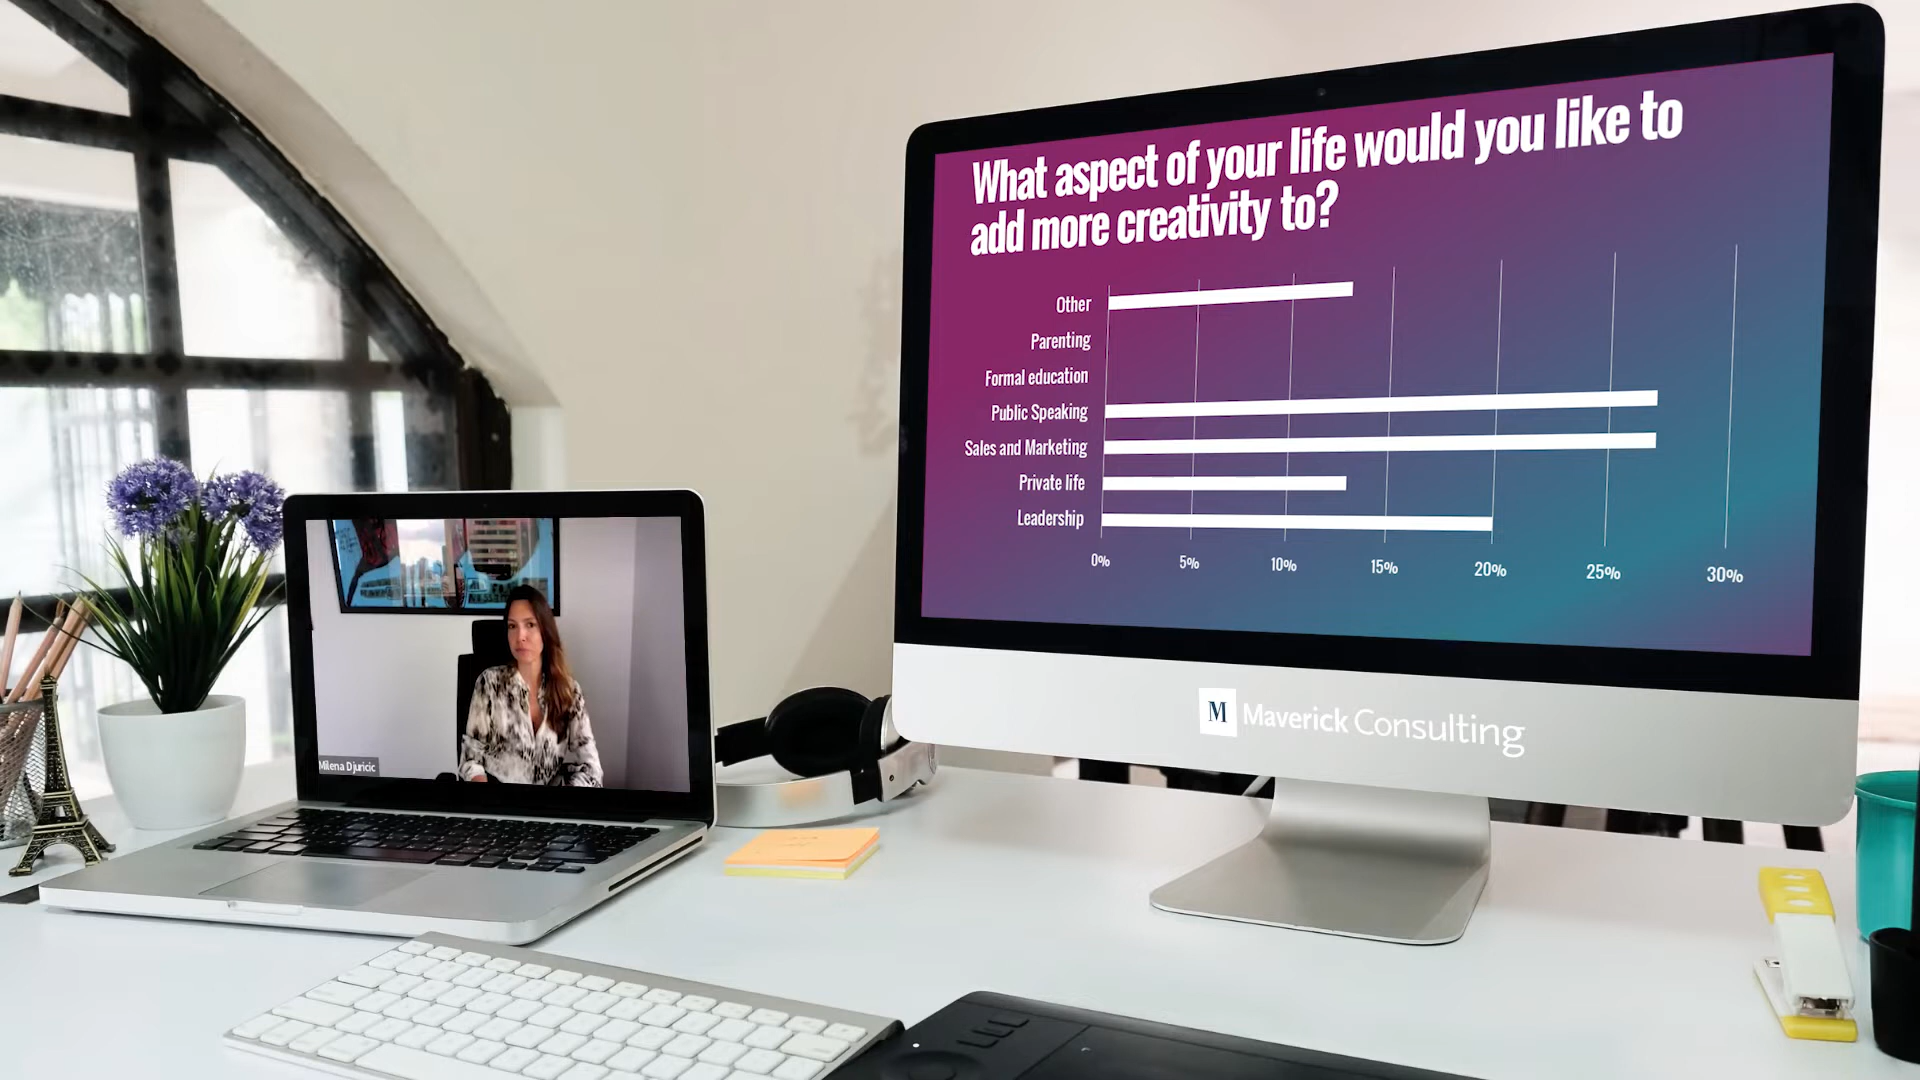 What aspect of your life would you like to
add more creativity to?
Other
Parenting
Formal education
Public Speaking
Sales and Marketing
Private life
Leadership
0% 5% 10% 15% 20% 25% 30%
M Maverick Consulting
Milena Djuricic